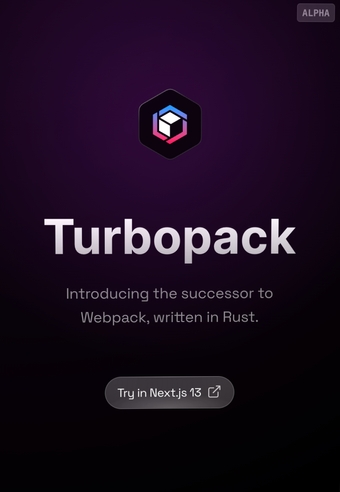 ALPHA
Turbopack
Introducing the successor to
Webpack, written in Rust.
Try in Next.js 13